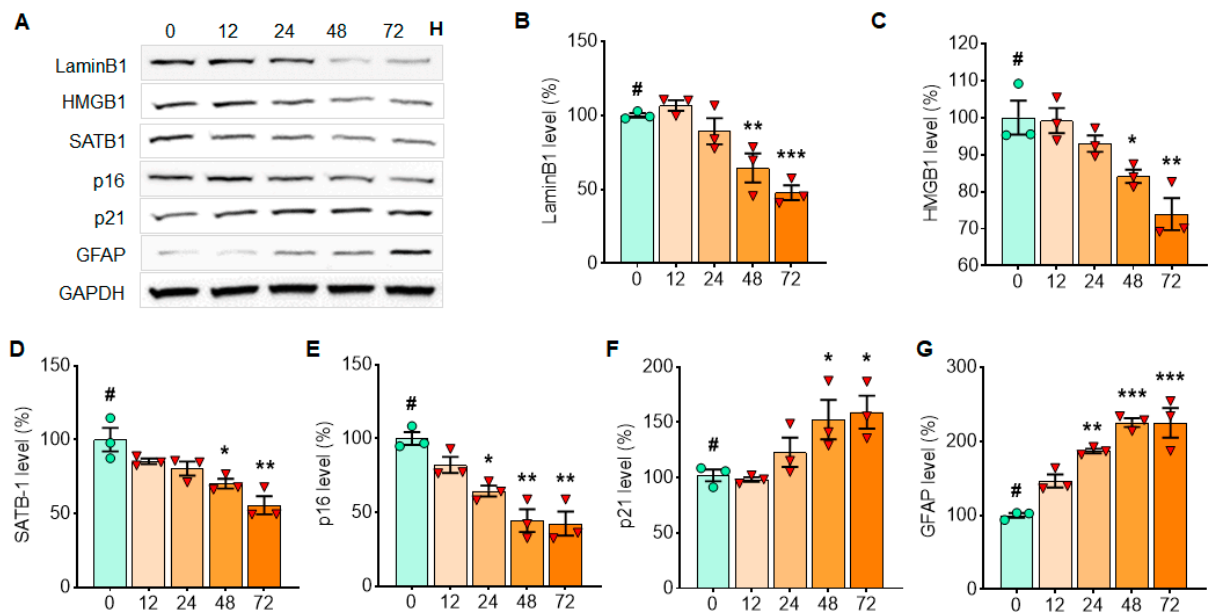 A
0 12 24 48 72 H
LaminB1
HMGB1
SATB1
p16
p21
GFAP
GAPDH
B
LaminB1 level (%)
150
100
50
0
#
**
***
0 12 24 48 72
C
HMGB1 level (%)
120
110
100
90
80
70
60
#
*
**
0 12 24 48 72
D
SATB-1 level (%)
150
100
50
0
#
*
**
0 12 24 48 72
E
p16 level (%)
150
100
50
0
#
*
**
**
0 12 24 48 72
F
p21 level (%)
200
150
100
50
0
#
*
*
0 12 24 48 72
G
GFAP level (%)
300
200
100
0
#
**
***
***
0 12 24 48 72